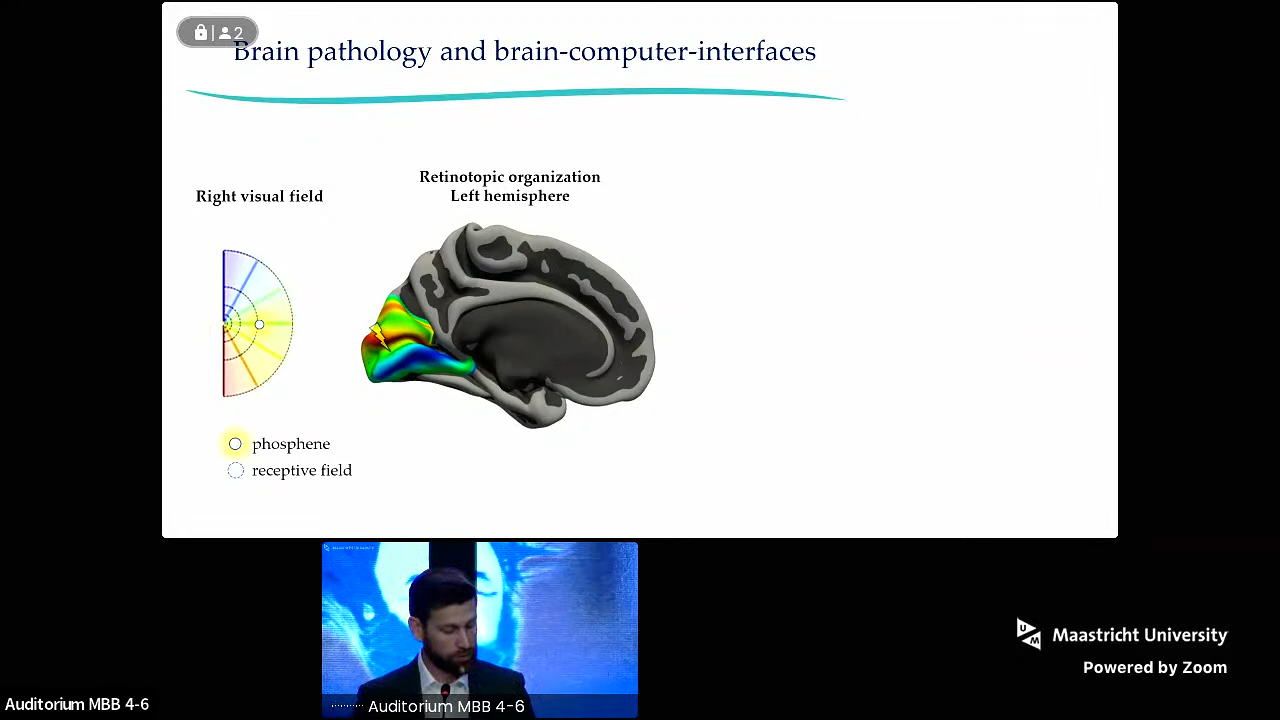 2
Brain pathology and brain-computer-interfaces
Retinotopic organization
Left hemisphere
Right visual field
phosphene
receptive field
UM
Maastricht University
Powered by Zoom
Auditorium MBB 4-6
Auditorium MBB 4-6